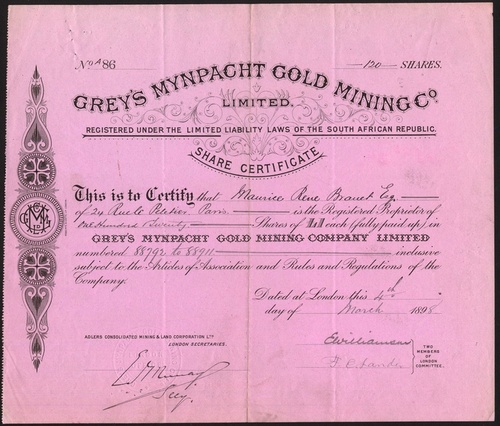 No A86
120 SHARES.
GREY'S MYNPACHT GOLD MINING Co.
LIMITED.
REGISTERED UNDER THE LIMITED LIABILITY LAWS OF THE SOUTH AFRICAN REPUBLIC.
SHARE CERTIFICATE
This is to Certify that Maurice Rene Esq
of 24 Rue le Peletier Paris is the Registered Proprietor of
One Hundred & Twenty Shares of £1 each (fully paid up) in
GREY'S MYNPACHT GOLD MINING COMPANY LIMITED
numbered 88792 to 88911 inclusive
subject to the Articles of Association and Rules and Regulations of the
Company.
Dated at London this 4th
day of March 1895
ADLERS CONSOLIDATED MINING & LAND CORPORATION LTD
LONDON SECRETARIES.
Secy.
EWilliamson
TWO
MEMBERS
OF
LONDON
COMMITTEE.